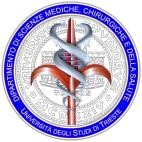 DIPARTIMENTO DI SCIENZE MEDICHE, CHIRURGICHE E DELLA SALUTE
UNIVERSITÀ DEGLI STUDI DI TRIESTE